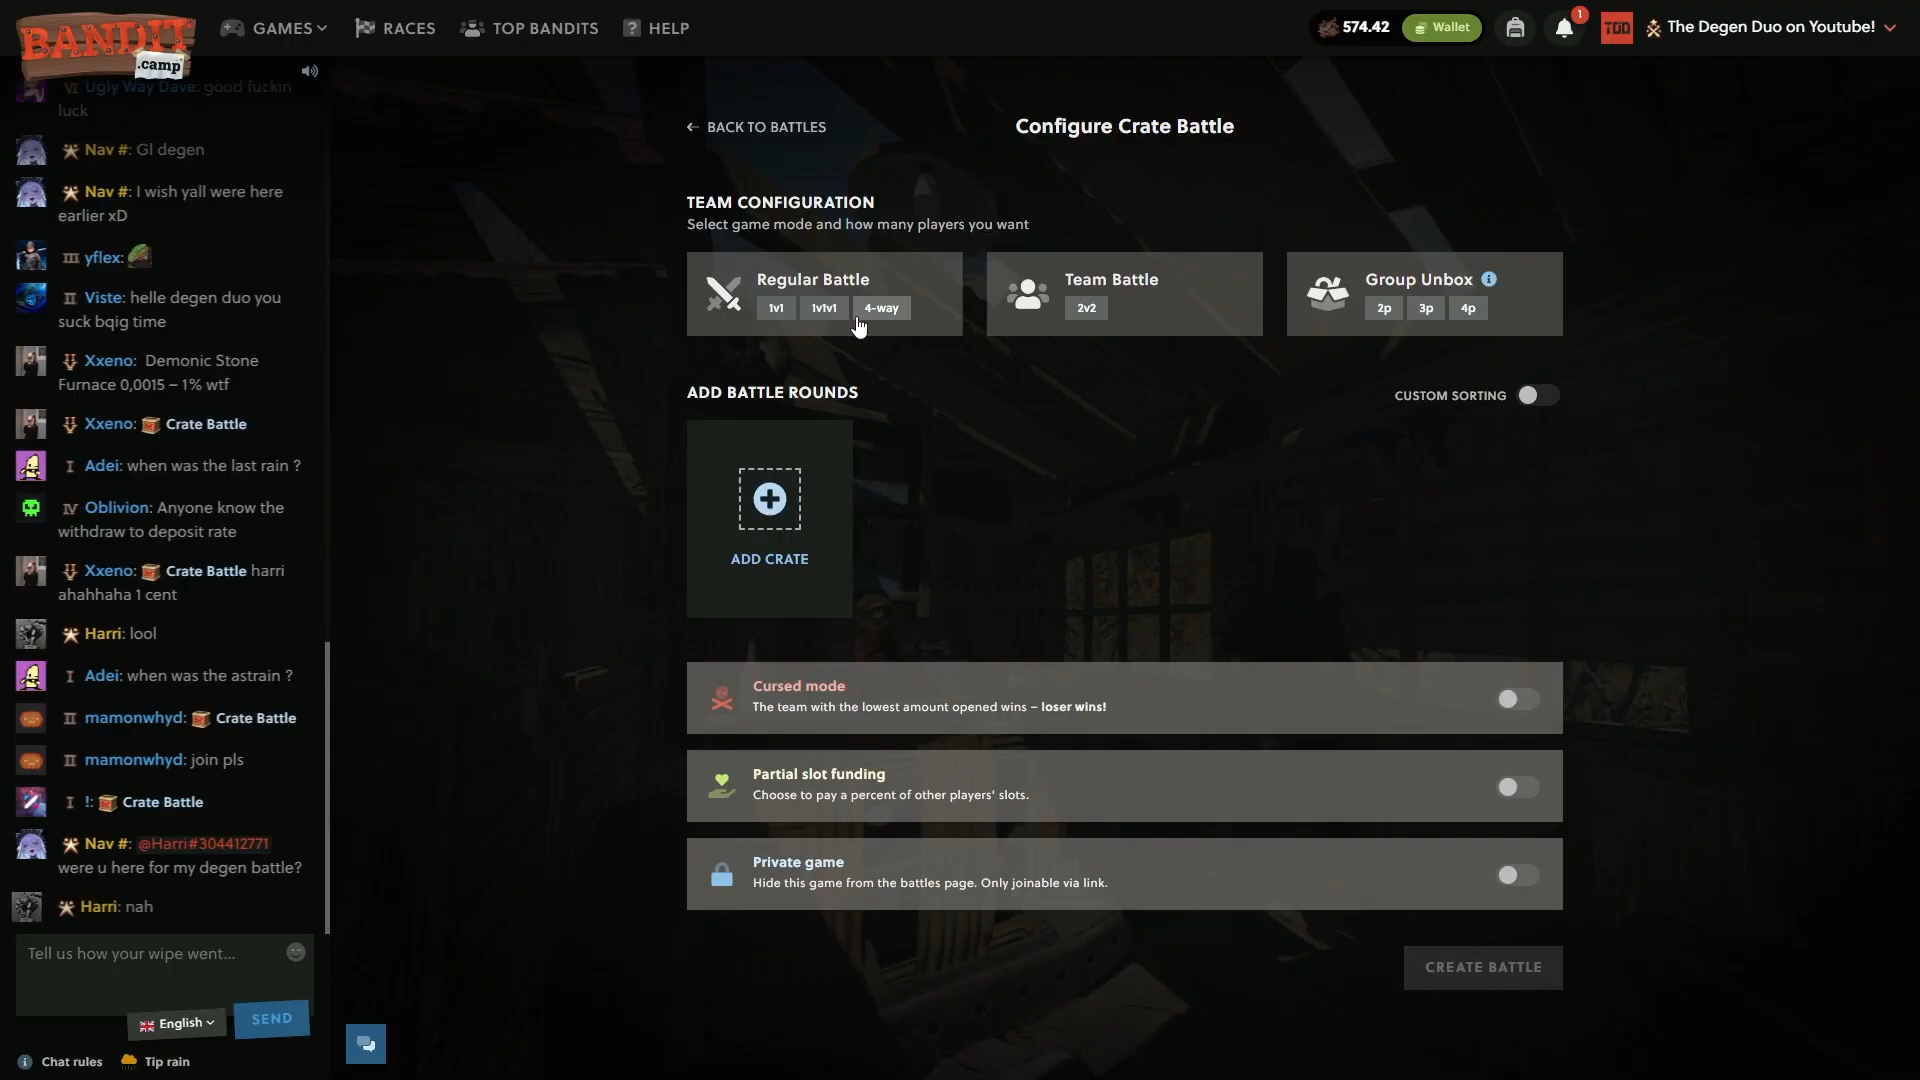 BANDIT
.camp
GAMES
RACES
TOP BANDITS
HELP
574.42
Wallet
1
TGD
The Degen Duo on Youtube!
VI Ugly Way Dave: good fuckin
luck
Nav #: Gl degen
Nav #: I wish yall were here
earlier xD
III yflex:
II Viste: helle degen duo you
suck bqig time
Xxeno: Demonic Stone
Furnace 0,0015 – 1% wtf
Xxeno: Crate Battle
I Adei: when was the last rain ?
IV Oblivion: Anyone know the
withdraw to deposit rate
Xxeno: Crate Battle harri
ahahhaha 1 cent
Harri: lool
I Adei: when was the astrain ?
II mamonwhyd: Crate Battle
II mamonwhyd: join pls
I !: Crate Battle
Nav #: @Harri#304412771
were u here for my degen battle?
Harri: nah
Tell us how your wipe went...
English
SEND
Chat rules
Tip rain
BACK TO BATTLES
Configure Crate Battle
TEAM CONFIGURATION
Select game mode and how many players you want
Regular Battle
1v1
1v1v1
4-way
Team Battle
2v2
Group Unbox
2p
3p
4p
ADD BATTLE ROUNDS
CUSTOM SORTING
ADD CRATE
Cursed mode
The team with the lowest amount opened wins – loser wins!
Partial slot funding
Choose to pay a percent of other players' slots.
Private game
Hide this game from the battles page. Only joinable via link.
CREATE BATTLE